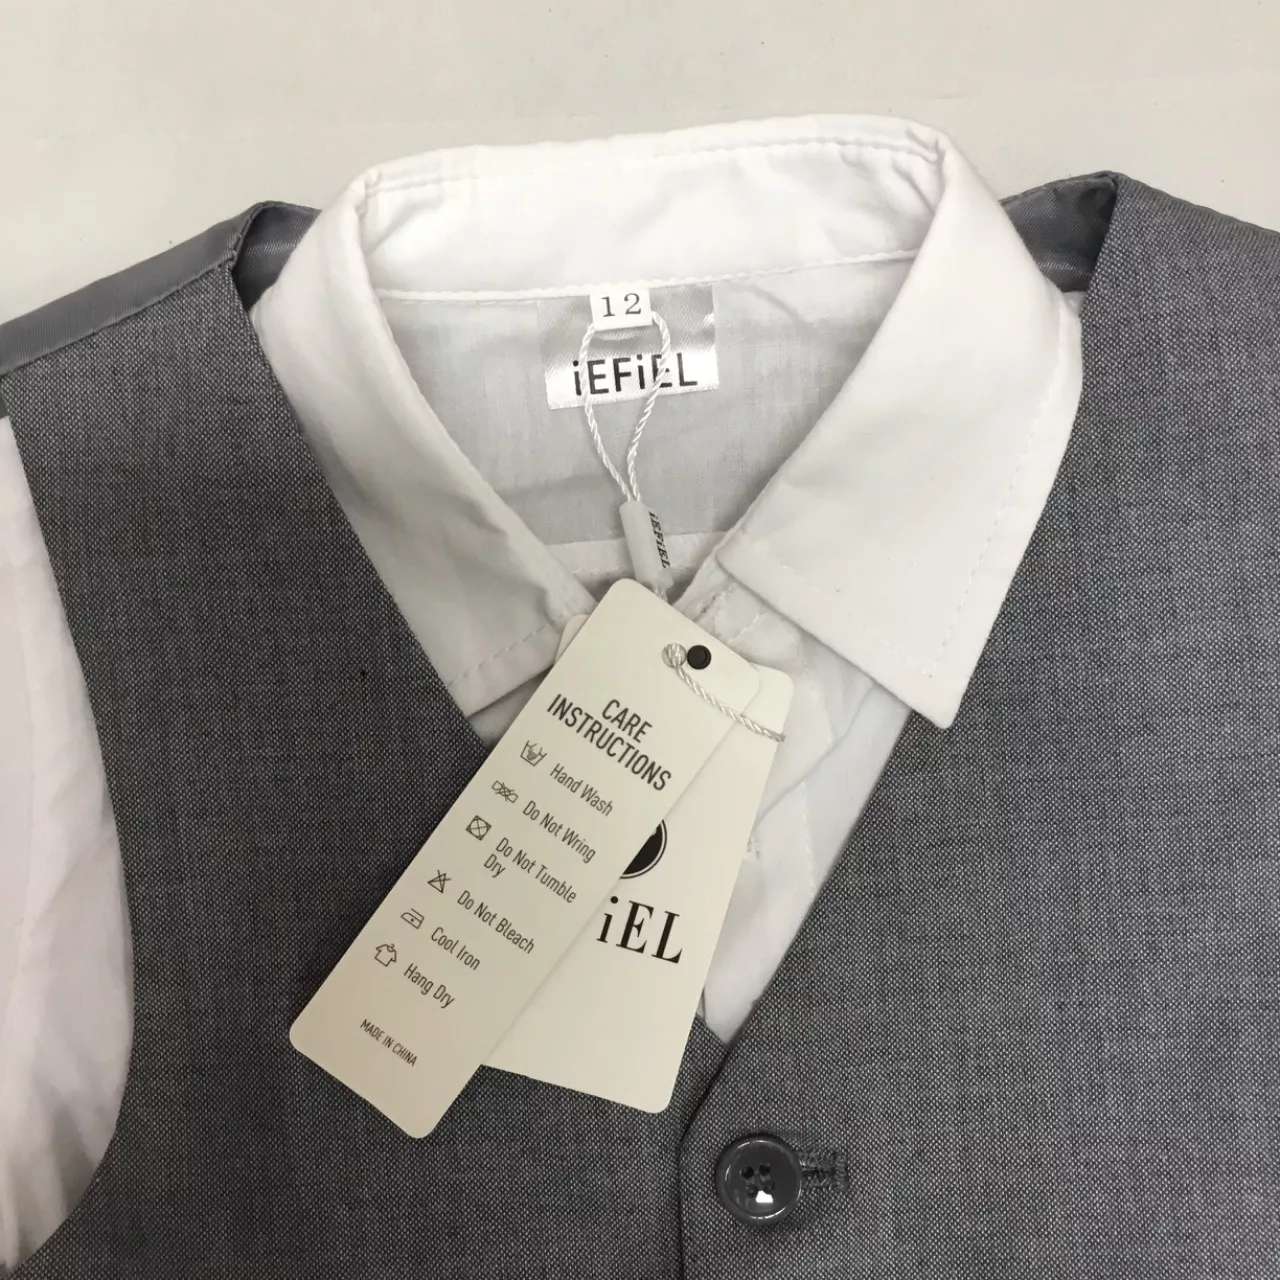 12
iEFiEL
iEFiEL
CARE
INSTRUCTIONS
Hand Wash
Do Not Wring
Do Not Tumble
Dry
Do Not Bleach
Cool Iron
Hang Dry
MADE IN CHINA
iEL